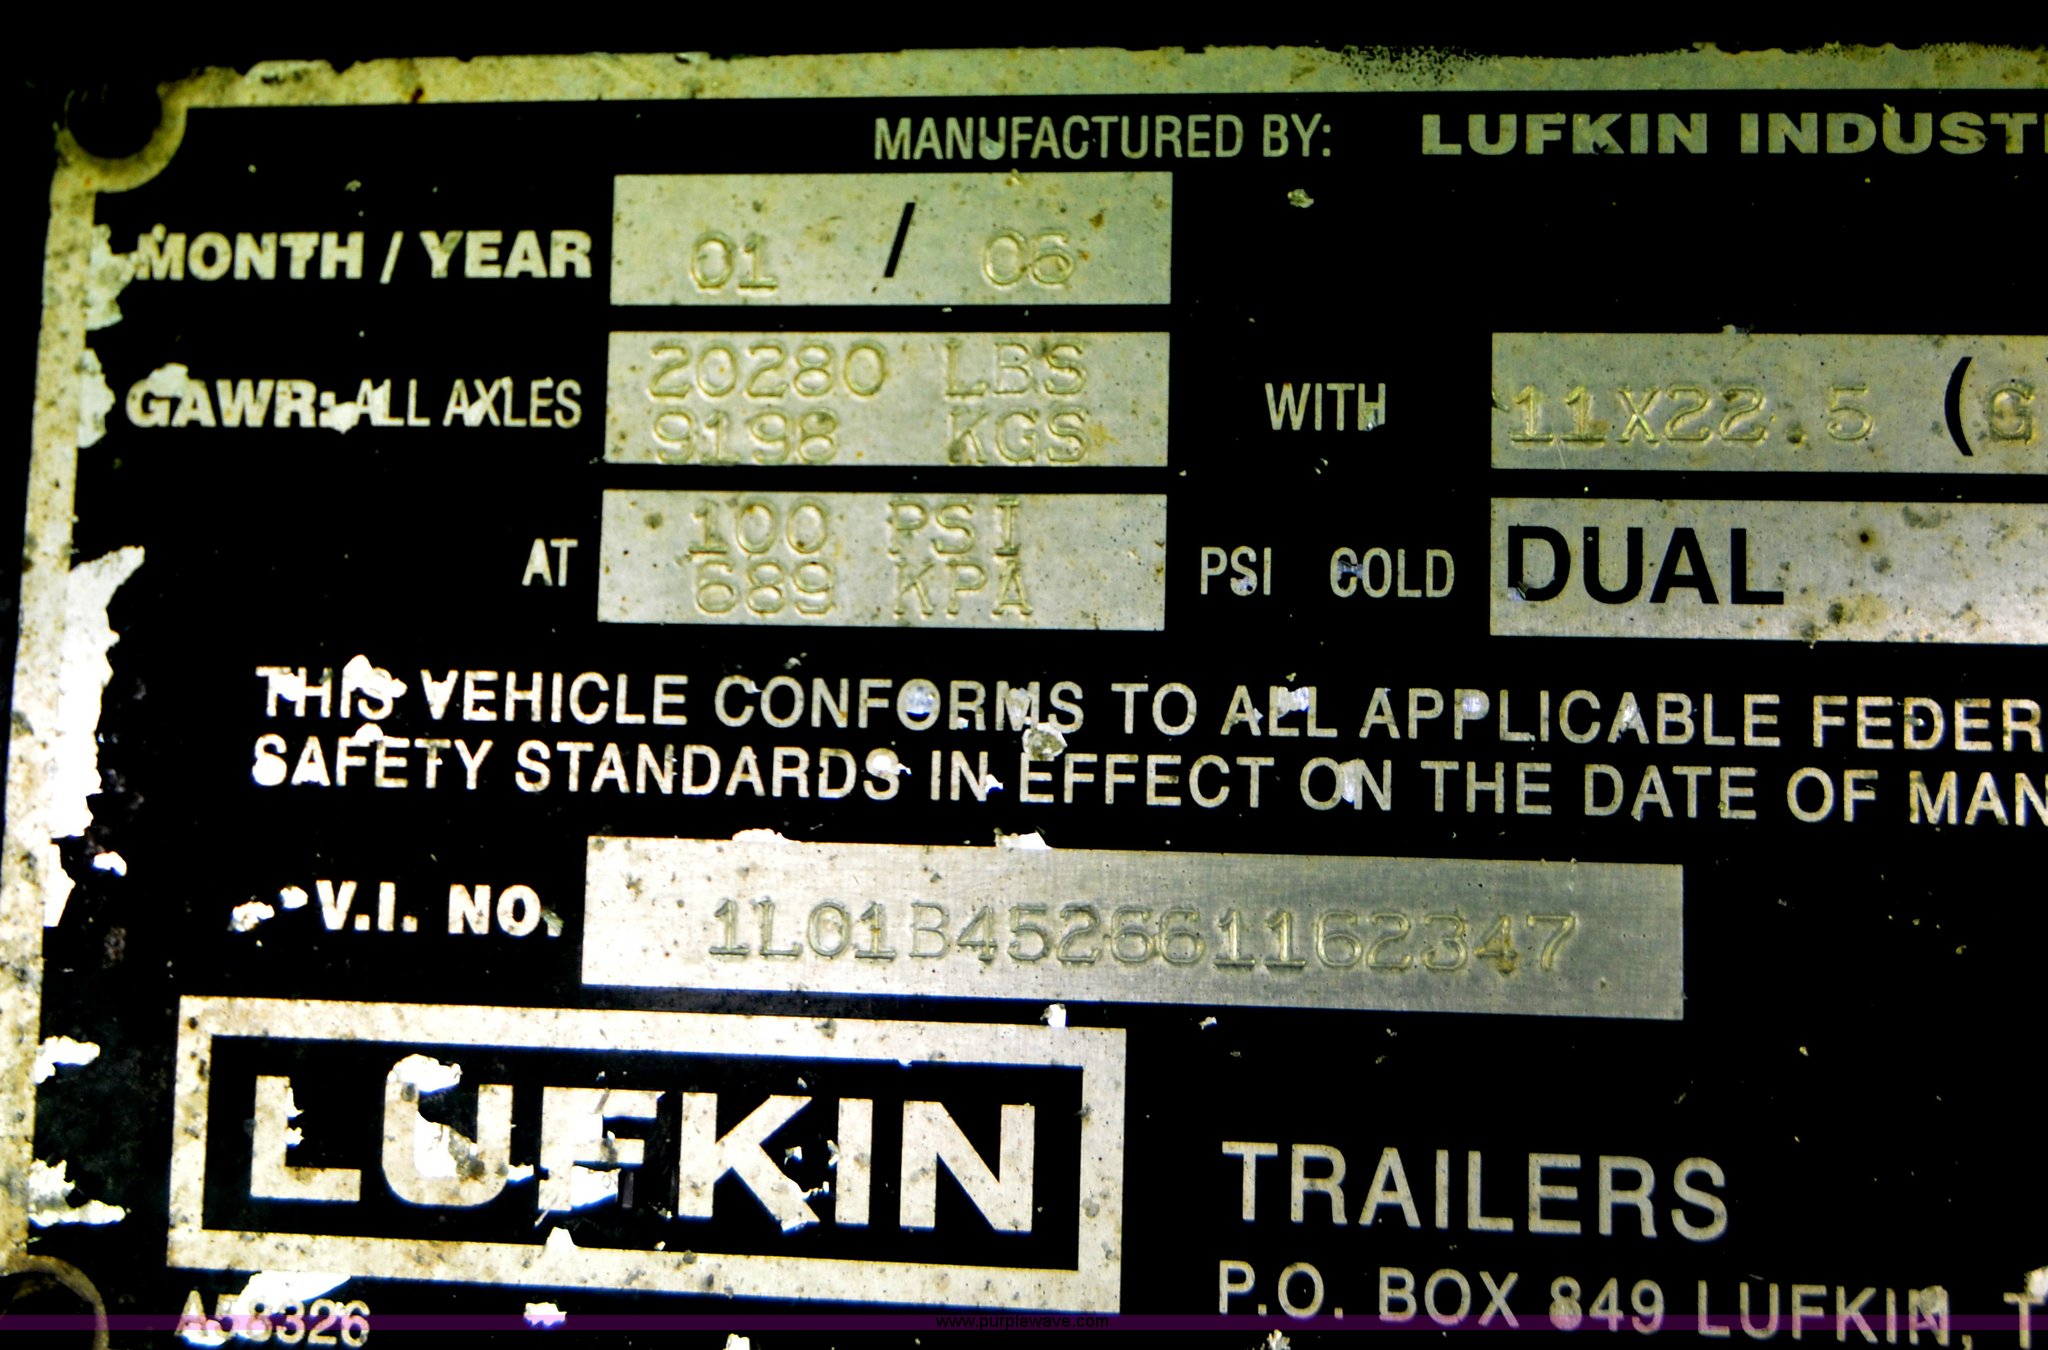 MANUFACTURED BY: LUFKIN INDUST
MONTH / YEAR 01 / 06
GAWR: ALL AXLES 20280 LBS
9198 KGS
WITH 11X22.5 (G
AT 100 PSI
689 KPA
PSI COLD DUAL
THIS VEHICLE CONFORMS TO ALL APPLICABLE FEDER
SAFETY STANDARDS IN EFFECT ON THE DATE OF MAN
V.I. NO. 1L01B452661162347
LUFKIN
TRAILERS
P.O. BOX 849 LUFKIN, T
A58326
www.purplewave.com